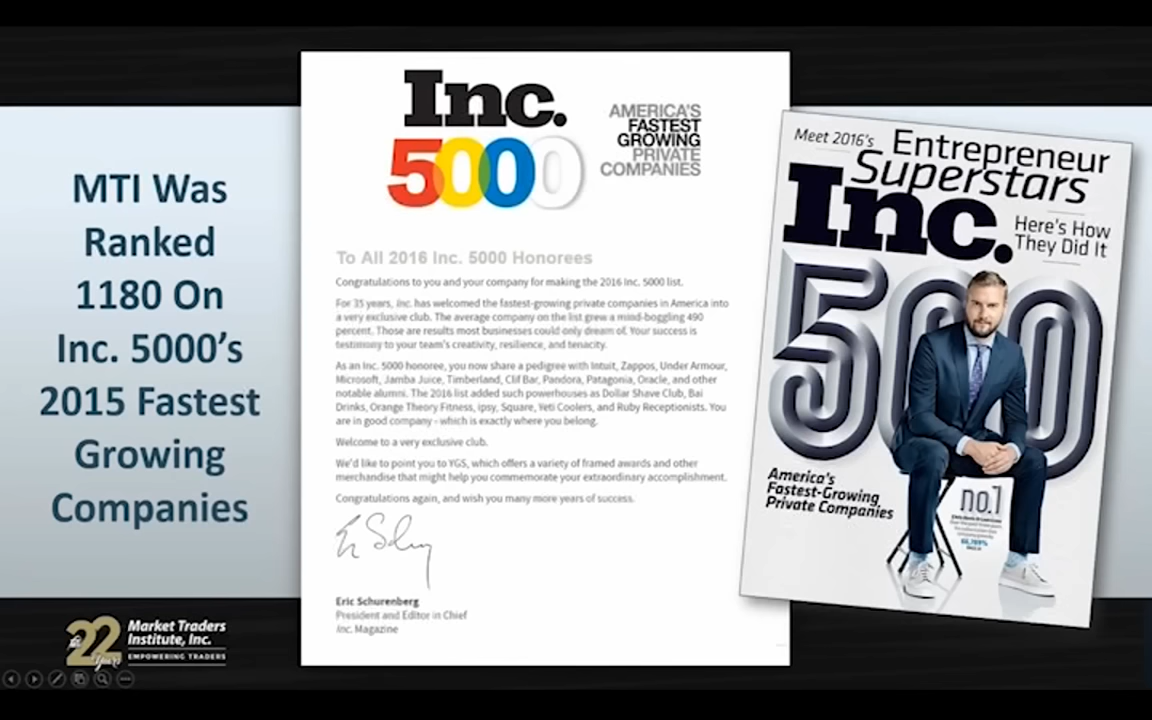 MTI Was
Ranked
1180 On
Inc. 5000's
2015 Fastest
Growing
Companies
the 22 Years
Market Traders
Institute, Inc.
EMPOWERING TRADERS
Inc.
5000
AMERICA'S
FASTEST
GROWING
PRIVATE
COMPANIES
To All 2016 Inc. 5000 Honorees
Congratulations to you and your company for making the 2016 Inc. 5000 list.
For 35 years, Inc. has welcomed the fastest-growing private companies in America into
a very exclusive club. The average company on the list grew a mind-boggling 490
percent. Those are results most businesses could only dream of. Your success is
testimony to your team's creativity, resilience, and tenacity.
As an Inc. 5000 honoree, you now share a pedigree with Intuit, Zappos, Under Armour,
Microsoft, Jamba Juice, Timberland, Clif Bar, Pandora, Patagonia, Oracle, and other
notable alumni. The 2016 list added such powerhouses as Dollar Shave Club, Bai
Drinks, Orange Theory Fitness, ipsy, Square, Yeti Coolers, and Ruby Receptionists. You
are in good company - which is exactly where you belong.
Welcome to a very exclusive club.
We'd like to point you to YGS, which offers a variety of framed awards and other
merchandise that might help you commemorate your extraordinary accomplishment.
Congratulations again, and wish you many more years of success.
Eric Schurenberg
President and Editor in Chief
Inc. Magazine
Meet 2016's Entrepreneur
Superstars
Inc.
Here's How
They Did It
500
America's
Fastest-Growing
Private Companies
no.1